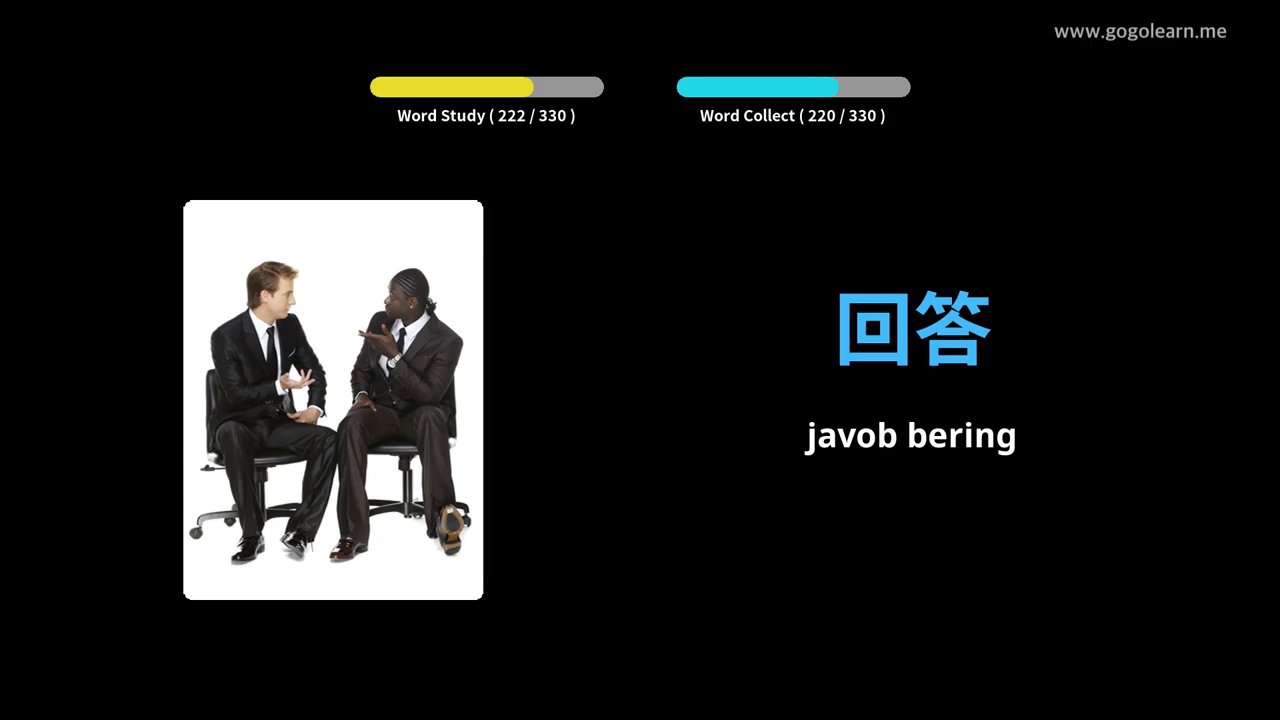 www.gogolearn.me
Word Study ( 222 / 330 )
Word Collect ( 220 / 330 )
回答
javob bering